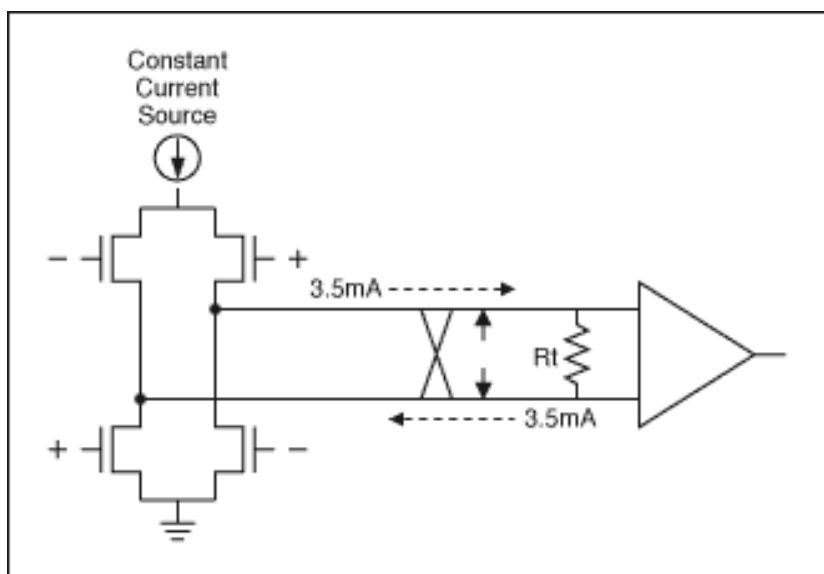 Constant
Current
Source
− +
3.5mA
Rt
3.5mA
+ −